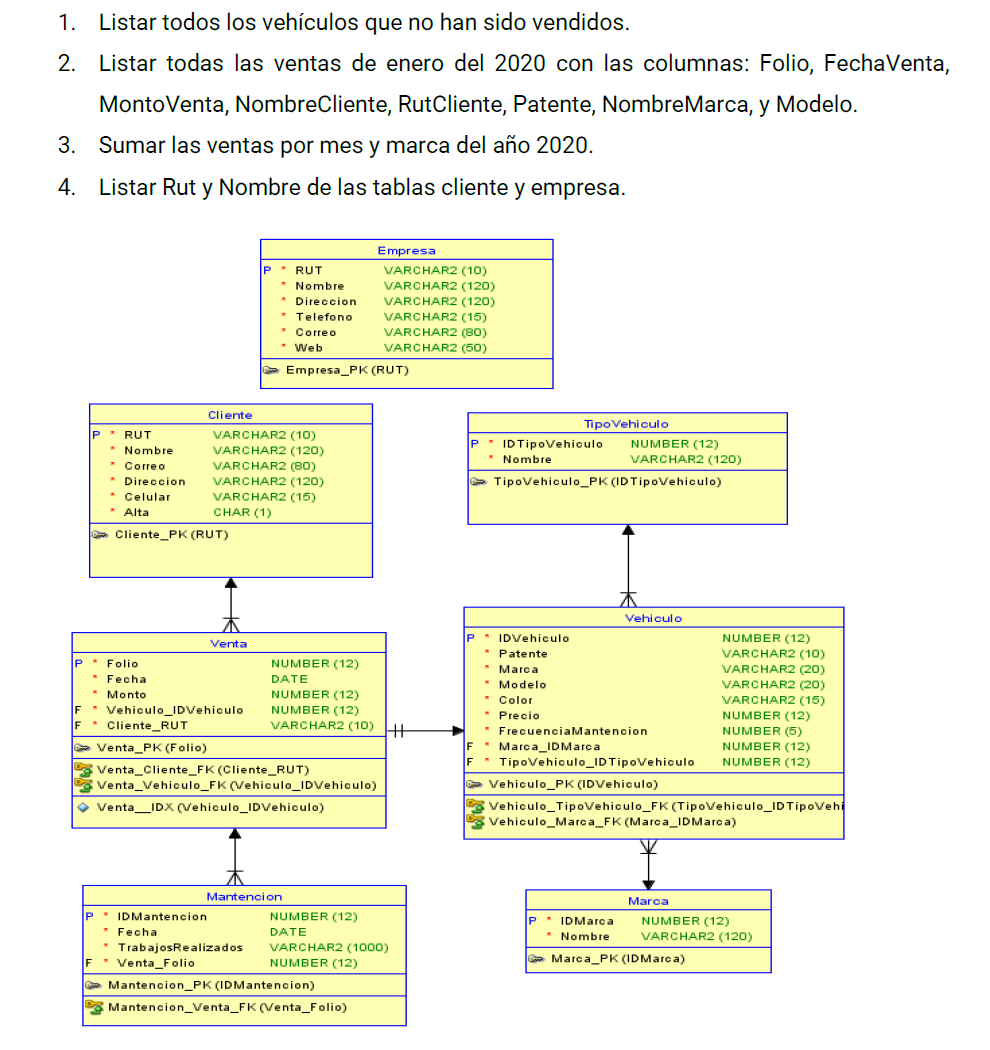 1. Listar todos los vehículos que no han sido vendidos.
2. Listar todas las ventas de enero del 2020 con las columnas: Folio, FechaVenta,
MontoVenta, NombreCliente, RutCliente, Patente, NombreMarca, y Modelo.
3. Sumar las ventas por mes y marca del año 2020.
4. Listar Rut y Nombre de las tablas cliente y empresa.
Empresa
P * RUT VARCHAR2 (10)
* Nombre VARCHAR2 (120)
* Direccion VARCHAR2 (120)
* Telefono VARCHAR2 (15)
* Correo VARCHAR2 (80)
* Web VARCHAR2 (50)
Empresa_PK (RUT)
Cliente
P * RUT VARCHAR2 (10)
* Nombre VARCHAR2 (120)
* Correo VARCHAR2 (80)
* Direccion VARCHAR2 (120)
* Celular VARCHAR2 (15)
* Alta CHAR (1)
Cliente_PK (RUT)
TipoVehiculo
P * IDTipoVehiculo NUMBER (12)
* Nombre VARCHAR2 (120)
TipoVehiculo_PK (IDTipoVehiculo)
Venta
P * Folio NUMBER (12)
* Fecha DATE
* Monto NUMBER (12)
F * Vehiculo_IDVehiculo NUMBER (12)
F * Cliente_RUT VARCHAR2 (10)
Venta_PK (Folio)
Venta_Cliente_FK (Cliente_RUT)
Venta_Vehiculo_FK (Vehiculo_IDVehiculo)
Venta__IDX (Vehiculo_IDVehiculo)
Vehiculo
P * IDVehiculo NUMBER (12)
* Patente VARCHAR2 (10)
* Marca VARCHAR2 (20)
* Modelo VARCHAR2 (20)
* Color VARCHAR2 (15)
* Precio NUMBER (12)
* FrecuenciaMantencion NUMBER (5)
F * Marca_IDMarca NUMBER (12)
F * TipoVehiculo_IDTipoVehiculo NUMBER (12)
Vehiculo_PK (IDVehiculo)
Vehiculo_TipoVehiculo_FK (TipoVehiculo_IDTipoVehi
Vehiculo_Marca_FK (Marca_IDMarca)
Mantencion
P * IDMantencion NUMBER (12)
* Fecha DATE
* TrabajosRealizados VARCHAR2 (1000)
F * Venta_Folio NUMBER (12)
Mantencion_PK (IDMantencion)
Mantencion_Venta_FK (Venta_Folio)
Marca
P * IDMarca NUMBER (12)
* Nombre VARCHAR2 (120)
Marca_PK (IDMarca)